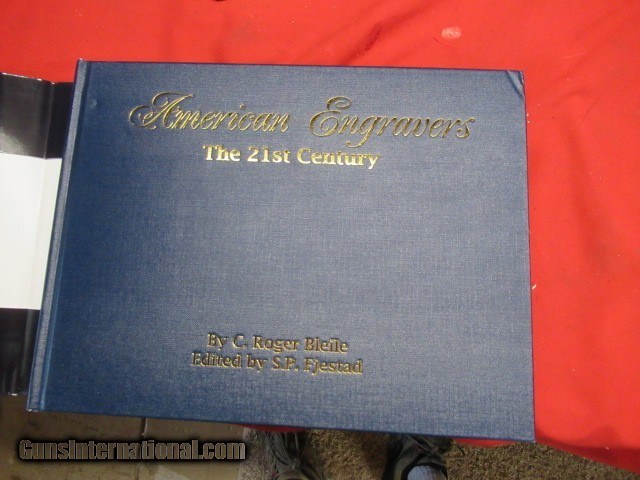 American Engravers
The 21st Century
By C. Roger Bleile
Edited by S.P. Fjestad
GunsInternational.com